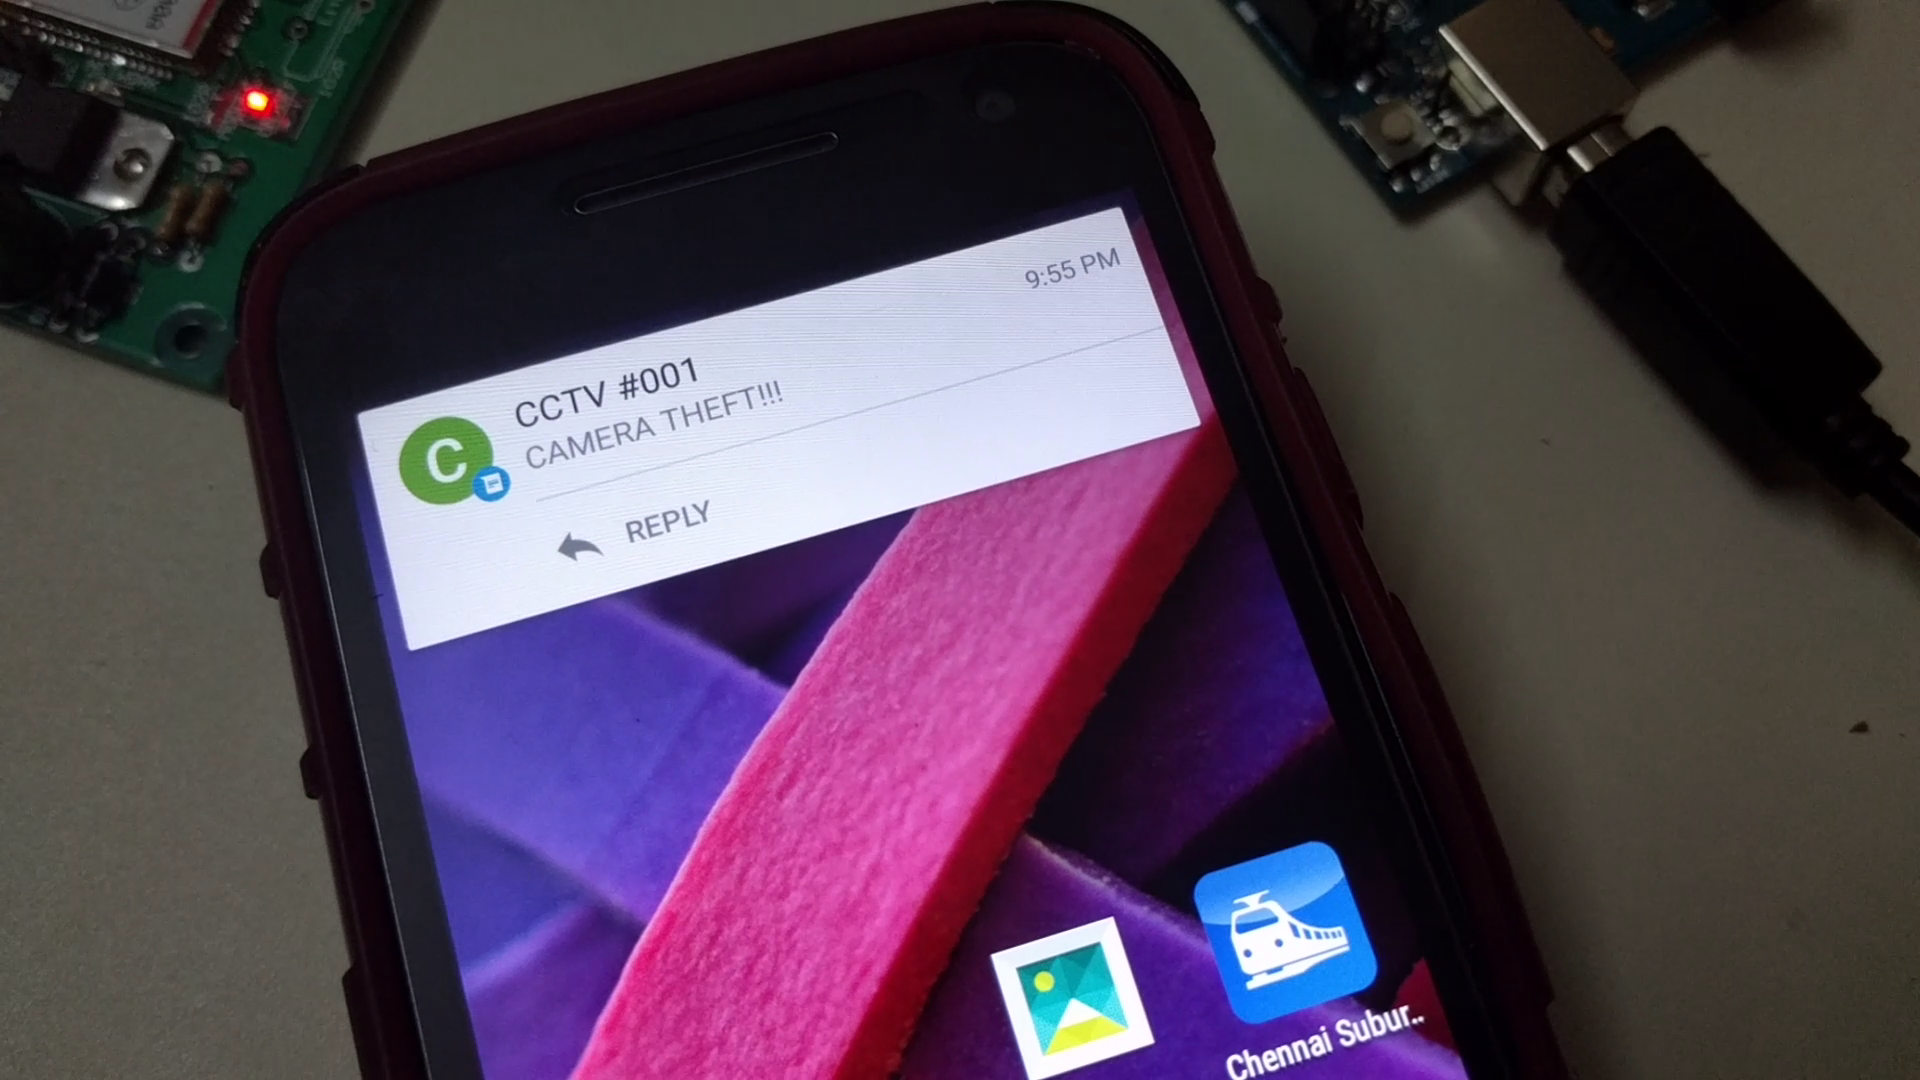 9:55 PM
CCTV #001
CAMERA THEFT!!!
C
REPLY
Chennai Subur..